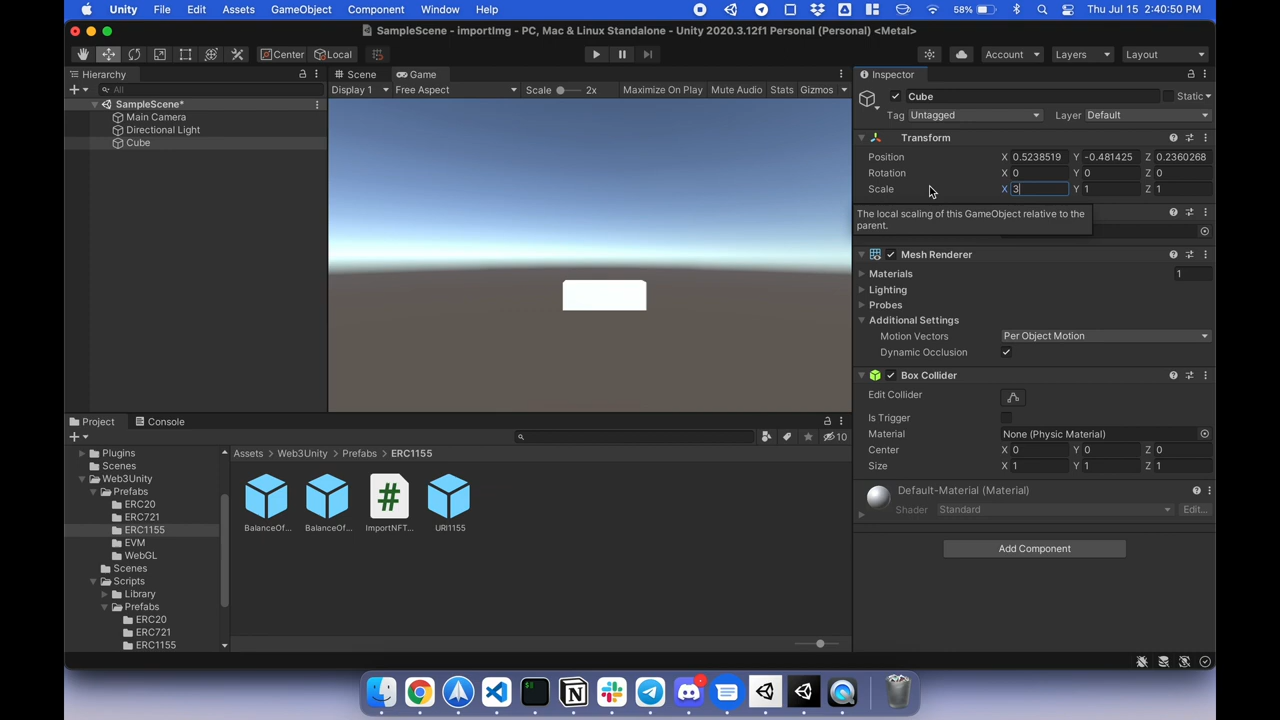 Unity File Edit Assets GameObject Component Window Help 58% Thu Jul 15 2:40:50 PM
SampleScene - importImg - PC, Mac & Linux Standalone - Unity 2020.3.12f1 Personal (Personal) <Metal>
Center Local Account Layers Layout
Hierarchy
All
SampleScene*
Main Camera
Directional Light
Cube
Scene Game
Display 1 Free Aspect Scale 2x Maximize On Play Mute Audio Stats Gizmos
Inspector
Cube Static
Tag Untagged Layer Default
Transform
Position X 0.5238519 Y -0.481425 Z 0.2360268
Rotation X 0 Y 0 Z 0
Scale X 3 Y 1 Z 1
The local scaling of this GameObject relative to the
parent.
Mesh Renderer
Materials 1
Lighting
Probes
Additional Settings
Motion Vectors Per Object Motion
Dynamic Occlusion
Box Collider
Edit Collider
Is Trigger
Material None (Physic Material)
Center X 0 Y 0 Z 0
Size X 1 Y 1 Z 1
Default-Material (Material)
Shader Standard Edit...
Add Component
Project Console
10
Plugins
Scenes
Web3Unity
Prefabs
ERC20
ERC721
ERC1155
EVM
WebGL
Scenes
Scripts
Library
Prefabs
ERC20
ERC721
ERC1155
Assets Web3Unity Prefabs ERC1155
BalanceOf... BalanceOf... ImportNFT... URI1155